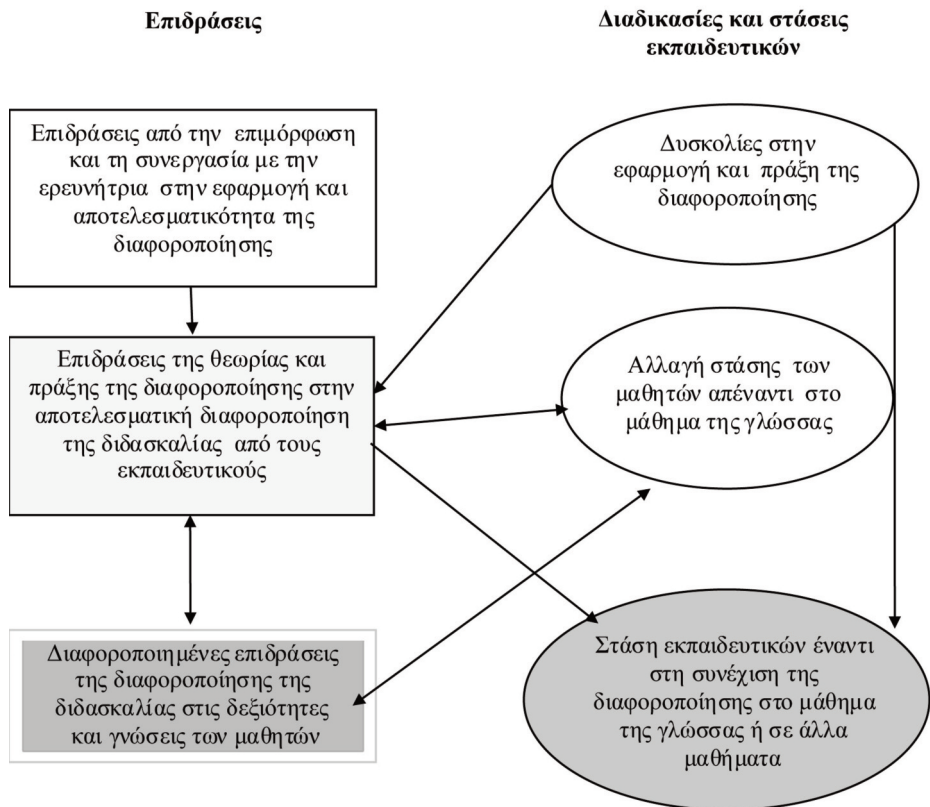 Επιδράσεις
Διαδικασίες και στάσεις
εκπαιδευτικών
Επιδράσεις από την επιμόρφωση
και τη συνεργασία με την
ερευνήτρια στην εφαρμογή και
αποτελεσματικότητα της
διαφοροποίησης
Δυσκολίες στην
εφαρμογή και πράξη της
διαφοροποίησης
Επιδράσεις της θεωρίας και
πράξης της διαφοροποίησης στην
αποτελεσματική διαφοροποίηση
της διδασκαλίας από τους
εκπαιδευτικούς
Αλλαγή στάσης των
μαθητών απέναντι στο
μάθημα της γλώσσας
Διαφοροποιημένες επιδράσεις
της διαφοροποίησης της
διδασκαλίας στις δεξιότητες
και γνώσεις των μαθητών
Στάση εκπαιδευτικών έναντι
στη συνέχιση της
διαφοροποίησης στο μάθημα
της γλώσσας ή σε άλλα
μαθήματα